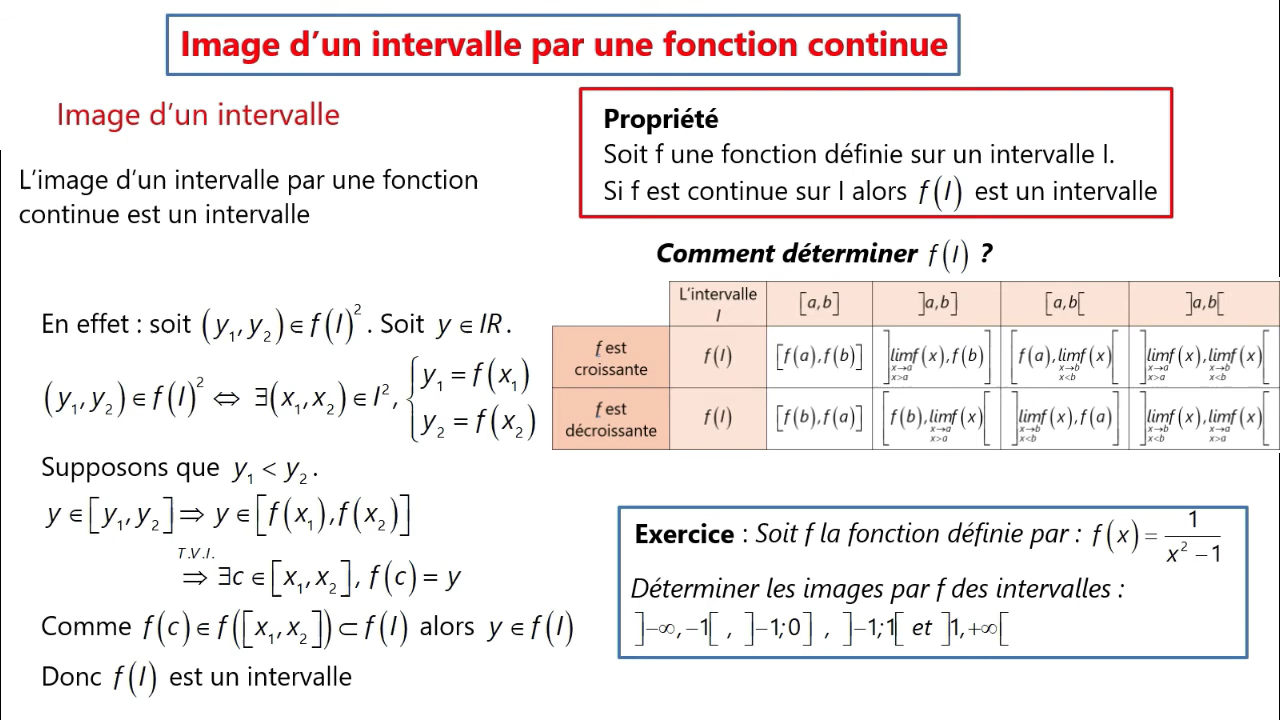 Image d'un intervalle par une fonction continue
Image d'un intervalle
L'image d'un intervalle par une fonction
continue est un intervalle
En effet : soit (y₁, y₂) ∈ f(I)². Soit y ∈ IR.
(y₁, y₂) ∈ f(I)² ⇔ ∃(x₁, x₂) ∈ I², { y₁ = f(x₁)
y₂ = f(x₂)
Supposons que y₁ < y₂.
y ∈ [y₁, y₂] ⇒ y ∈ [f(x₁), f(x₂)]
T.V.I.
⇒ ∃c ∈ [x₁, x₂], f(c) = y
Comme f(c) ∈ f([x₁, x₂]) ⊂ f(I) alors y ∈ f(I)
Donc f(I) est un intervalle
Propriété
Soit f une fonction définie sur un intervalle I.
Si f est continue sur I alors f(I) est un intervalle
Comment déterminer f(I) ?
L'intervalle I [a,b] ]a,b] [a,b[ ]a,b[
f est croissante f(I) [f(a), f(b)] ]lim x→a x>a f(x), f(b)] [f(a), lim x→b x<b f(x)[ ]lim x→a x>a f(x), lim x→b x<b f(x)[
f est décroissante f(I) [f(b), f(a)] [f(b), lim x→a x>a f(x)[ ]lim x→b x<b f(x), f(a)] ]lim x→b x<b f(x), lim x→a x>a f(x)[
Exercice : Soit f la fonction définie par : f(x) = 1/(x² − 1)
Déterminer les images par f des intervalles :
]−∞, −1[ , ]−1; 0] , ]−1; 1[ et ]1, +∞[